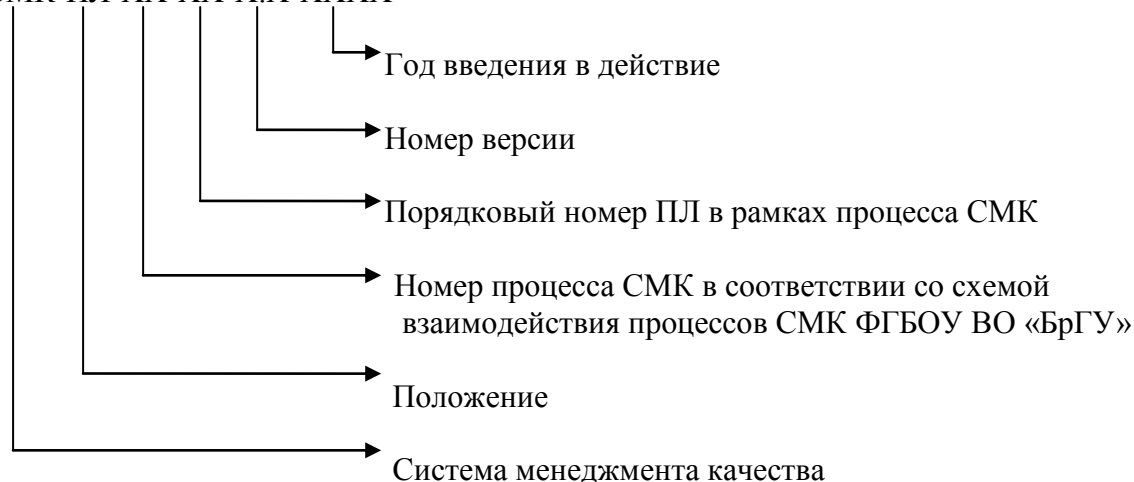 Год введения в действие
Номер версии
Порядковый номер ПЛ в рамках процесса СМК
Номер процесса СМК в соответствии со схемой
взаимодействия процессов СМК ФГБОУ ВО «БрГУ»
Положение
Система менеджмента качества